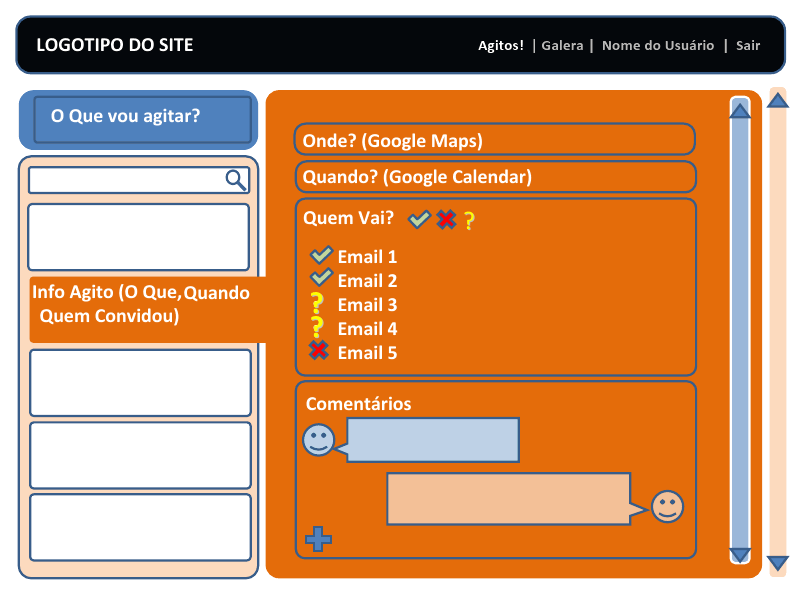 LOGOTIPO DO SITE
Agitos! | Galera | Nome do Usuário | Sair
O Que vou agitar?
Info Agito (O Que,Quando
Quem Convidou)
Onde? (Google Maps)
Quando? (Google Calendar)
Quem Vai? ?
Email 1
Email 2
? Email 3
? Email 4
Email 5
Comentários